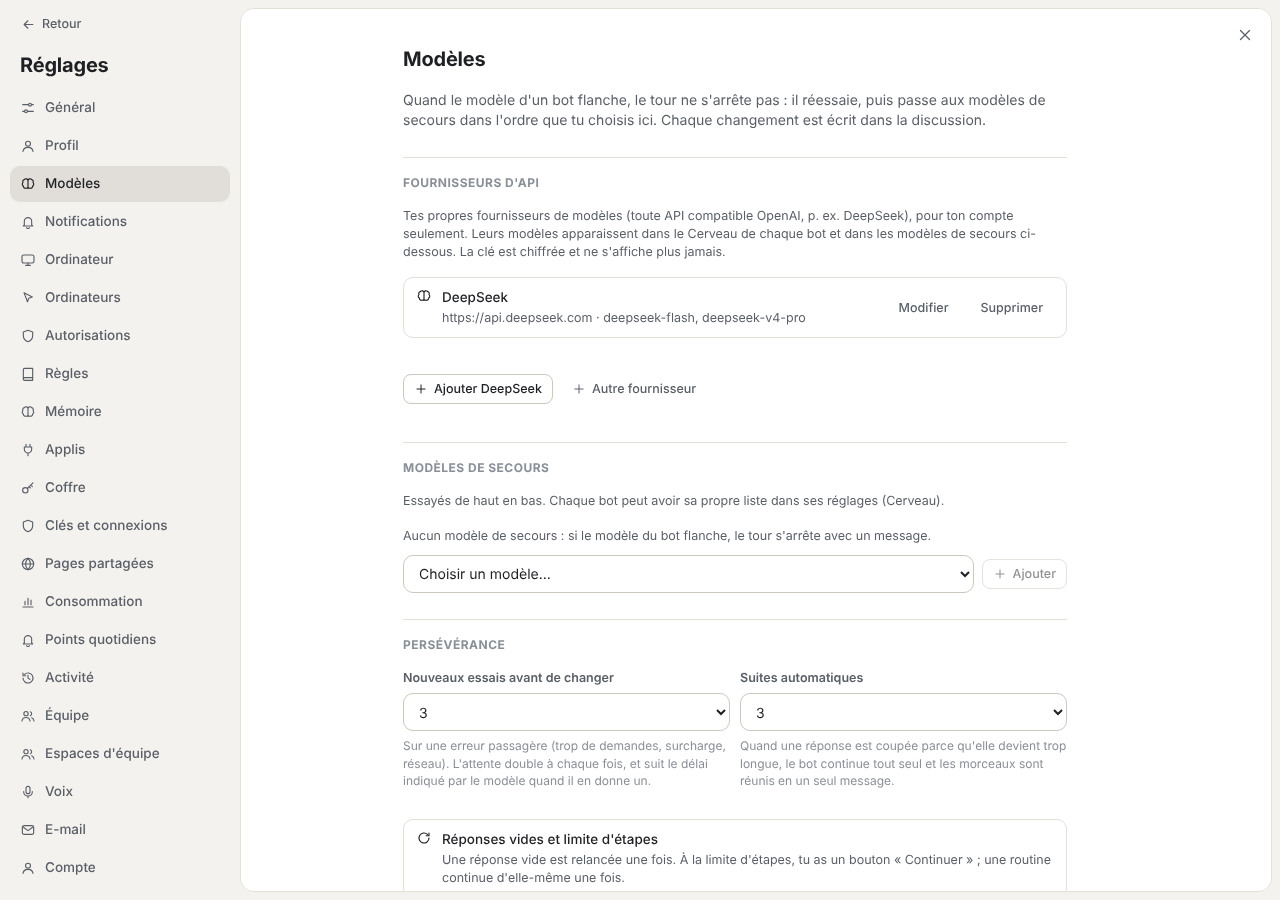 Retour
Réglages
Général
Profil
Modèles
Notifications
Ordinateur
Ordinateurs
Autorisations
Règles
Mémoire
Applis
Coffre
Clés et connexions
Pages partagées
Consommation
Points quotidiens
Activité
Équipe
Espaces d'équipe
Voix
E-mail
Compte
Modèles
Quand le modèle d'un bot flanche, le tour ne s'arrête pas : il réessaie, puis passe aux modèles de
secours dans l'ordre que tu choisis ici. Chaque changement est écrit dans la discussion.
FOURNISSEURS D'API
Tes propres fournisseurs de modèles (toute API compatible OpenAI, p. ex. DeepSeek), pour ton compte
seulement. Leurs modèles apparaissent dans le Cerveau de chaque bot et dans les modèles de secours ci-
dessous. La clé est chiffrée et ne s'affiche plus jamais.
DeepSeek
https://api.deepseek.com · deepseek-flash, deepseek-v4-pro
Modifier
Supprimer
Ajouter DeepSeek
Autre fournisseur
MODÈLES DE SECOURS
Essayés de haut en bas. Chaque bot peut avoir sa propre liste dans ses réglages (Cerveau).
Aucun modèle de secours : si le modèle du bot flanche, le tour s'arrête avec un message.
Choisir un modèle...
Ajouter
PERSÉVÉRANCE
Nouveaux essais avant de changer
3
Sur une erreur passagère (trop de demandes, surcharge,
réseau). L'attente double à chaque fois, et suit le délai
indiqué par le modèle quand il en donne un.
Suites automatiques
3
Quand une réponse est coupée parce qu'elle devient trop
longue, le bot continue tout seul et les morceaux sont
réunis en un seul message.
Réponses vides et limite d'étapes
Une réponse vide est relancée une fois. À la limite d'étapes, tu as un bouton « Continuer » ; une routine
continue d'elle-même une fois.